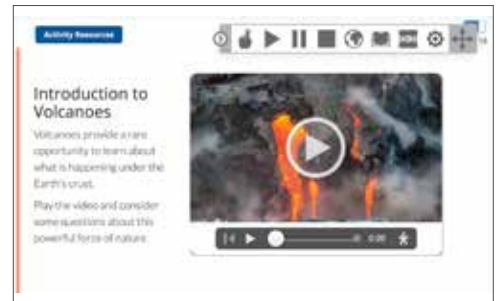 Activity Resources
Introduction to
Volcanoes
Volcanoes provide a rare
opportunity to learn about
what is happening under the
Earth's crust.
Play the video and consider
some questions about this
powerful force of nature.
0:00